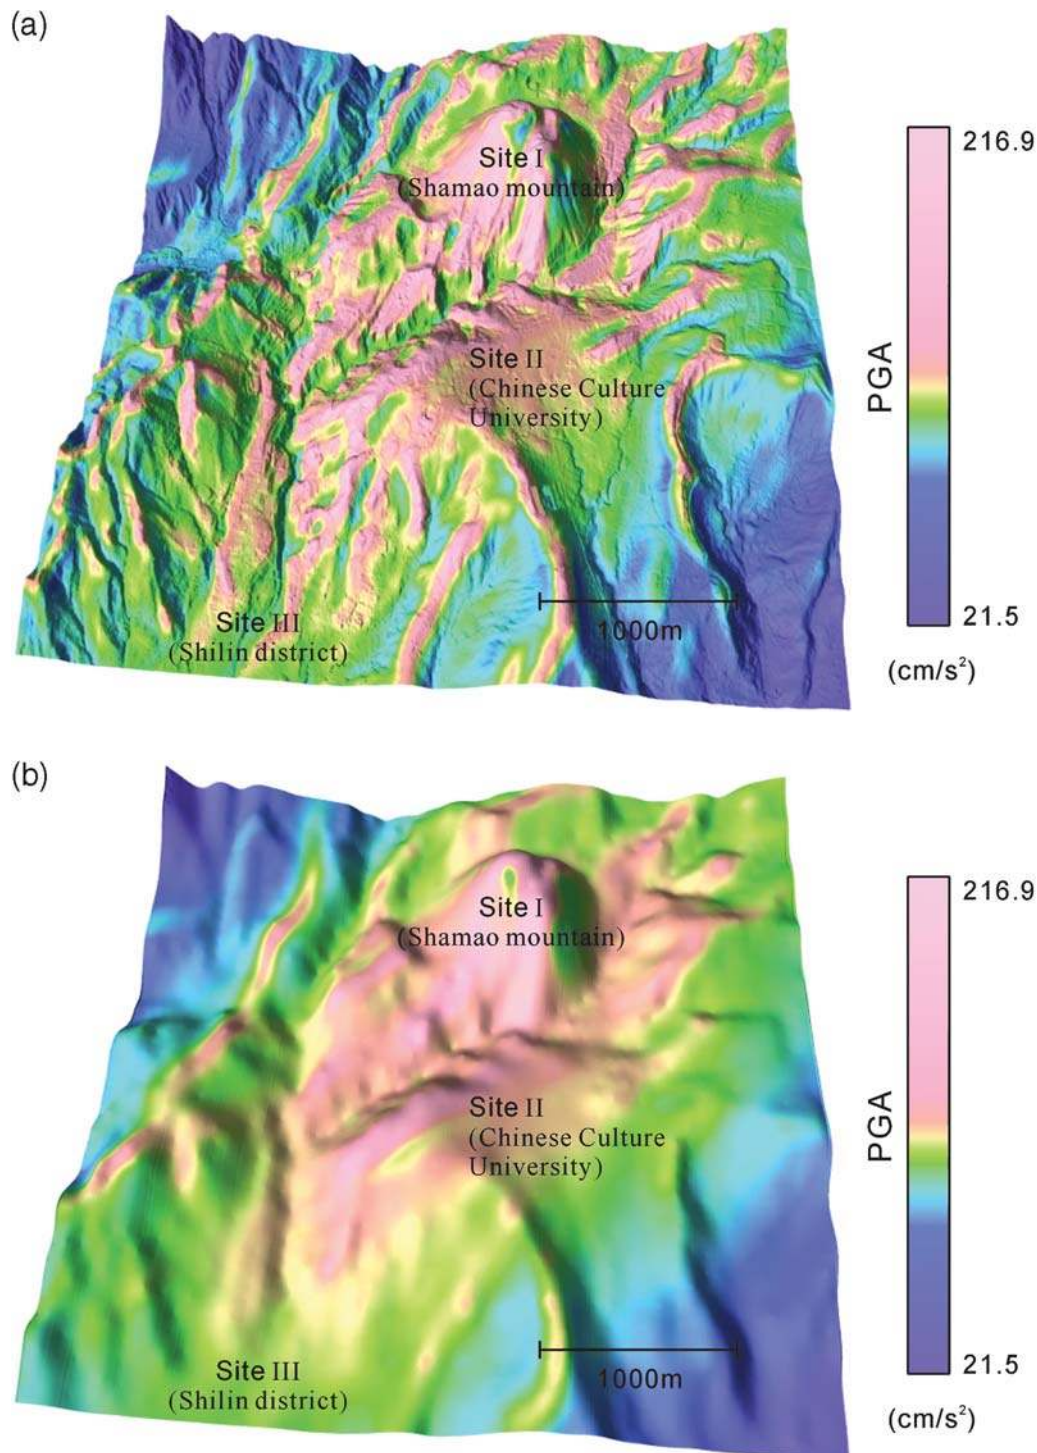 (a)
Site I
(Shamao mountain)
Site II
(Chinese Culture
University)
Site III
(Shilin district)
1000m
216.9
PGA
21.5
(cm/s²)
(b)
Site I
(Shamao mountain)
Site II
(Chinese Culture
University)
Site III
(Shilin district)
1000m
216.9
PGA
21.5
(cm/s²)